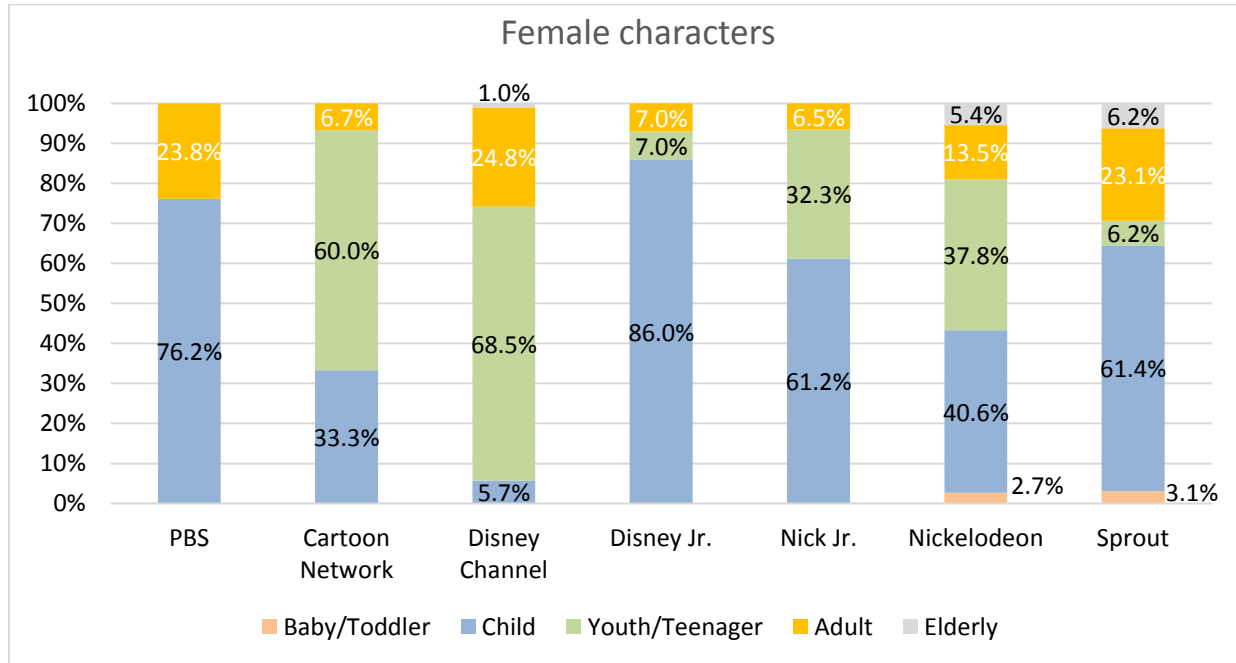 Female characters
1.0%
100%
6.7%
7.0%
6.5%
5.4%
6.2%
90%
23.8%
24.8%
7.0%
13.5%
23.1%
80%
32.3%
70%
6.2%
60%
60.0%
37.8%
50%
40%
76.2%
68.5%
86.0%
61.2%
61.4%
30%
40.6%
20%
33.3%
10%
5.7%
2.7%
3.1%
0%
PBS
Cartoon
Network
Disney
Channel
Disney Jr.
Nick Jr.
Nickelodeon
Sprout
Baby/Toddler
Child
Youth/Teenager
Adult
Elderly